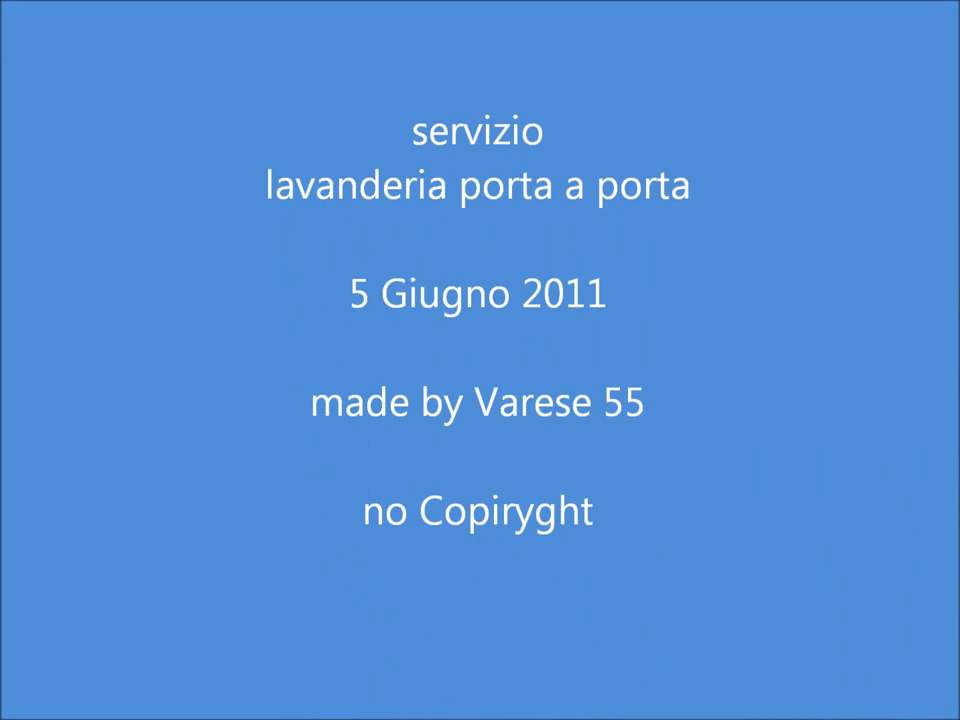 servizio
lavanderia porta a porta
5 Giugno 2011
made by Varese 55
no Copiryght